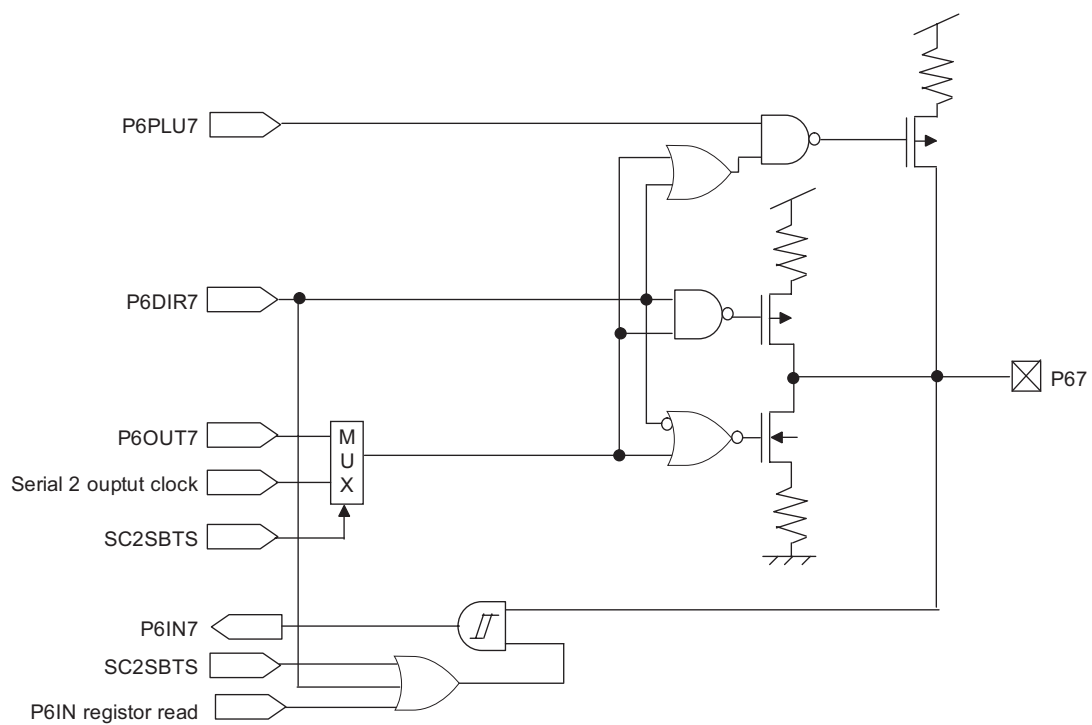 P6PLU7
P6DIR7
P67
P6OUT7
M
U
X
Serial 2 ouptut clock
SC2SBTS
P6IN7
SC2SBTS
P6IN registor read